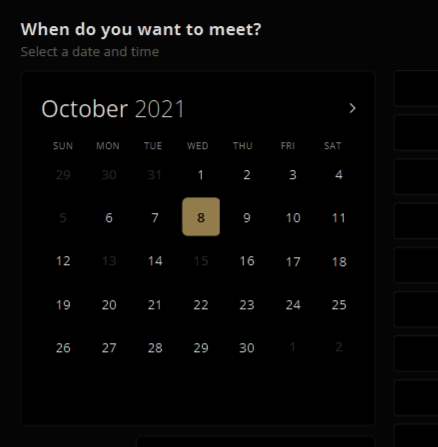 When do you want to meet?
Select a date and time
October 2021
SUN MON TUE WED THU FRI SAT
29 30 31 1 2 3 4
5 6 7 8 9 10 11
12 13 14 15 16 17 18
19 20 21 22 23 24 25
26 27 28 29 30 1 2